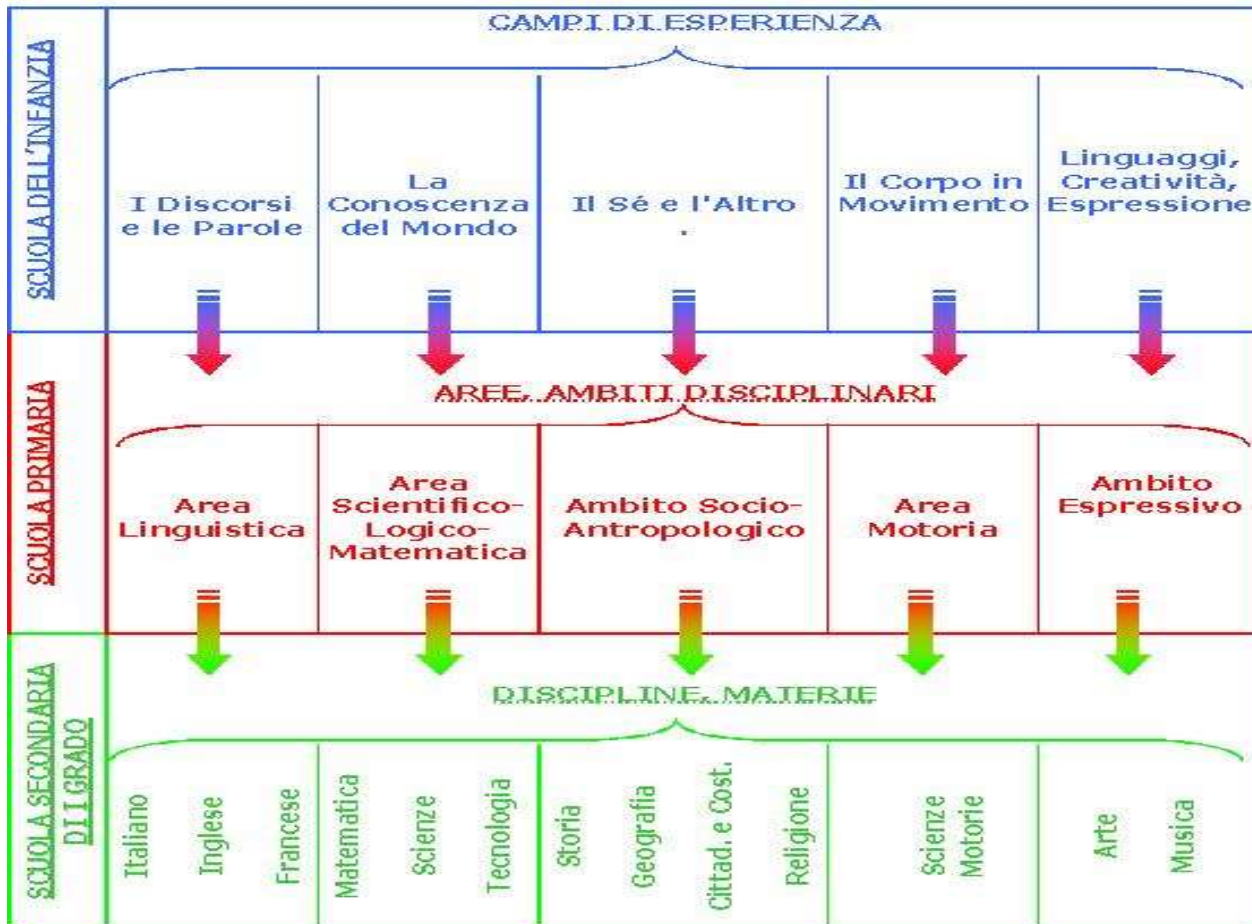 CAMPI DI ESPERIENZA
SCUOLA DELL'INFANZIA
I Discorsi
e le Parole
La
Conoscenza
del Mondo
Il Sé e l'Altro
.
Il Corpo in
Movimento
Linguaggi,
Creatività,
Espressione
AREE, AMBITI DISCIPLINARI
SCUOLA PRIMARIA
Area
Linguistica
Area
Scientifico-
Logico-
Matematica
Ambito Socio-
Antropologico
Area
Motoria
Ambito
Espressivo
DISCIPLINE, MATERIE
SCUOLA SECONDARIA
DI I GRADO
Italiano
Inglese
Francese
Matematica
Scienze
Tecnologia
Storia
Geografia
Cittad. e Cost.
Religione
Scienze
Motorie
Arte
Musica